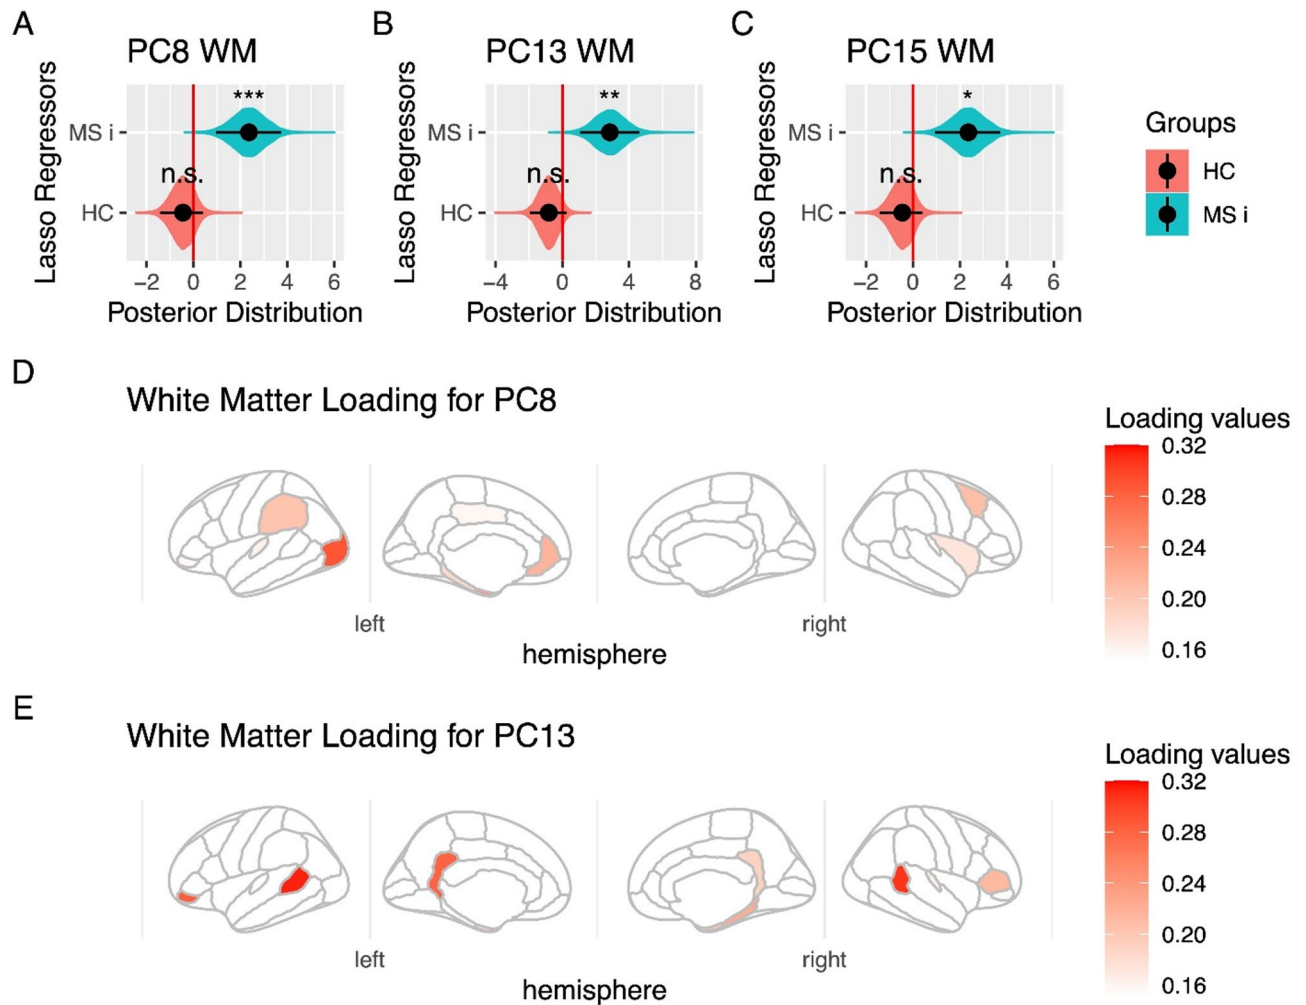 A
PC8 WM
Lasso Regressors
MS i
HC
***
n.s.
−2 0 2 4 6
Posterior Distribution
B
PC13 WM
Lasso Regressors
MS i
HC
**
n.s.
−4 0 4 8
Posterior Distribution
C
PC15 WM
Lasso Regressors
MS i
HC
*
n.s.
−2 0 2 4 6
Posterior Distribution
Groups
HC
MS i
D
White Matter Loading for PC8
left right
hemisphere
Loading values
0.32
0.28
0.24
0.20
0.16
E
White Matter Loading for PC13
left right
hemisphere
Loading values
0.32
0.28
0.24
0.20
0.16